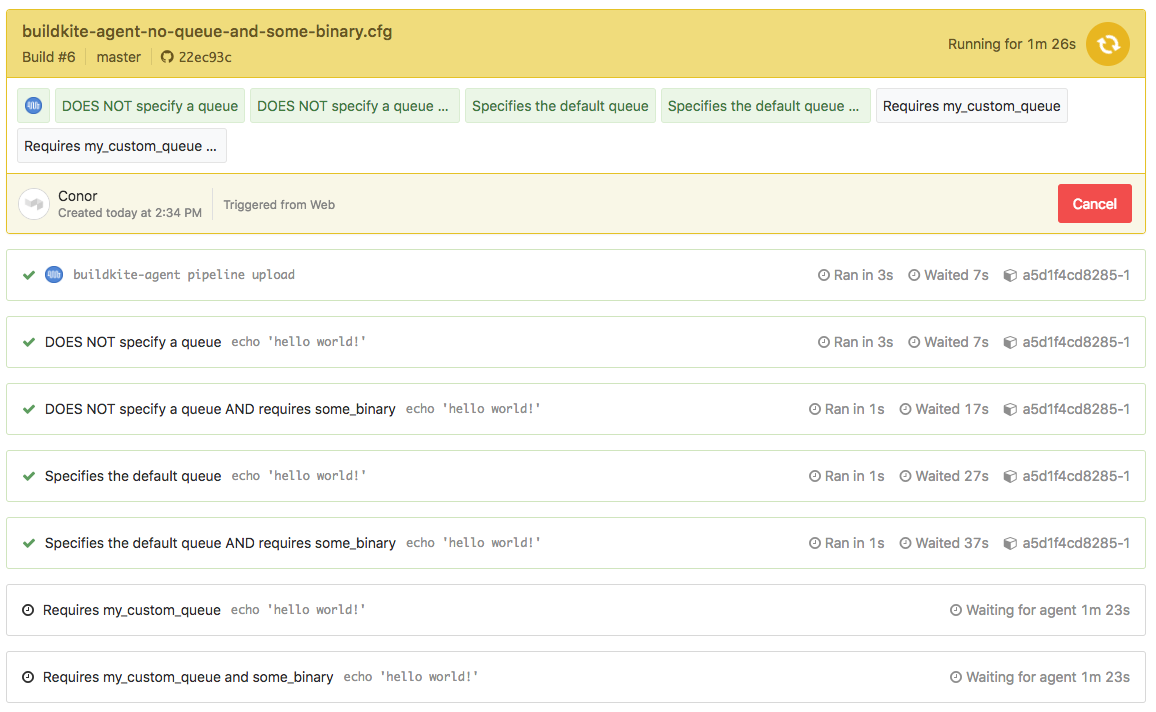 buildkite-agent-no-queue-and-some-binary.cfg
Build #6 master 22ec93c
Running for 1m 26s
DOES NOT specify a queue DOES NOT specify a queue ... Specifies the default queue Specifies the default queue ... Requires my_custom_queue
Requires my_custom_queue ...
Conor
Created today at 2:34 PM
Triggered from Web
Cancel
buildkite-agent pipeline upload Ran in 3s Waited 7s a5d1f4cd8285-1
DOES NOT specify a queue echo 'hello world!' Ran in 3s Waited 7s a5d1f4cd8285-1
DOES NOT specify a queue AND requires some_binary echo 'hello world!' Ran in 1s Waited 17s a5d1f4cd8285-1
Specifies the default queue echo 'hello world!' Ran in 1s Waited 27s a5d1f4cd8285-1
Specifies the default queue AND requires some_binary echo 'hello world!' Ran in 1s Waited 37s a5d1f4cd8285-1
Requires my_custom_queue echo 'hello world!' Waiting for agent 1m 23s
Requires my_custom_queue and some_binary echo 'hello world!' Waiting for agent 1m 23s